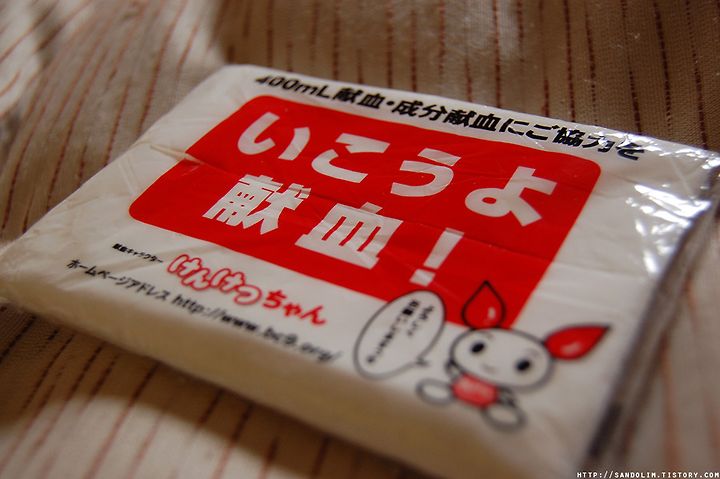 400mL献血・成分献血にご協力を
いこうよ
献血!
献血キャラクター
けんけつちゃん
ホームページアドレス http://www.bc9.org/
HTTP://SANDOLIM.TISTORY.COM